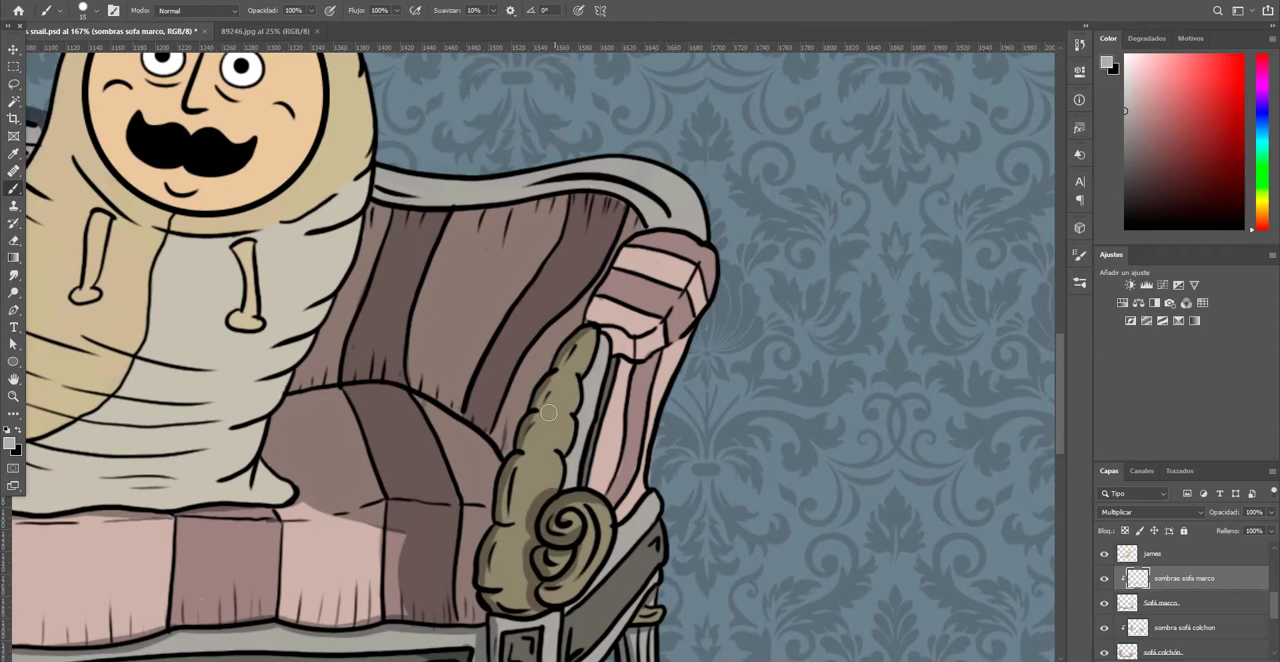 Modo: Normal Opacidad: 100% Flujo: 100% Suavizar: 10% 0°
s snail.psd al 167% (sombras sofa marco, RGB/8) * × 89246.jpg al 25% (RGB/8) ×
Color Degradados Motivos
Ajustes
Añadir un ajuste
Capas Canales Trazados
Tipo
Multiplicar Opacidad: 100%
Bloq.: Relleno: 100%
james
sombras sofa marco
Sofá marco
sombra sofá colchon
sofá colchón
15